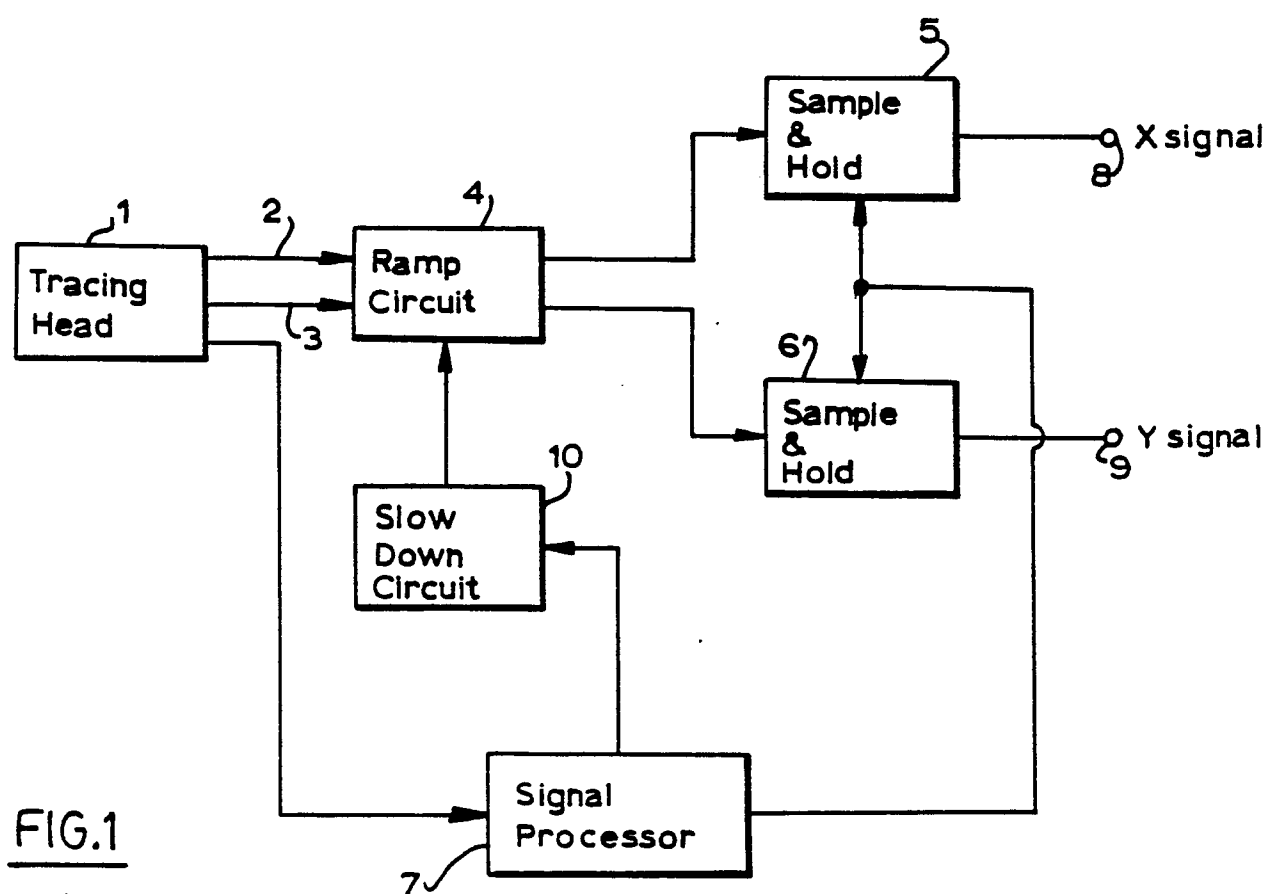 5
Sample
&
Hold
X signal
8
1
2
4
Tracing
Head
3
Ramp
Circuit
6
Sample
&
Hold
Y signal
9
10
Slow
Down
Circuit
Signal
Processor
7
FIG.1